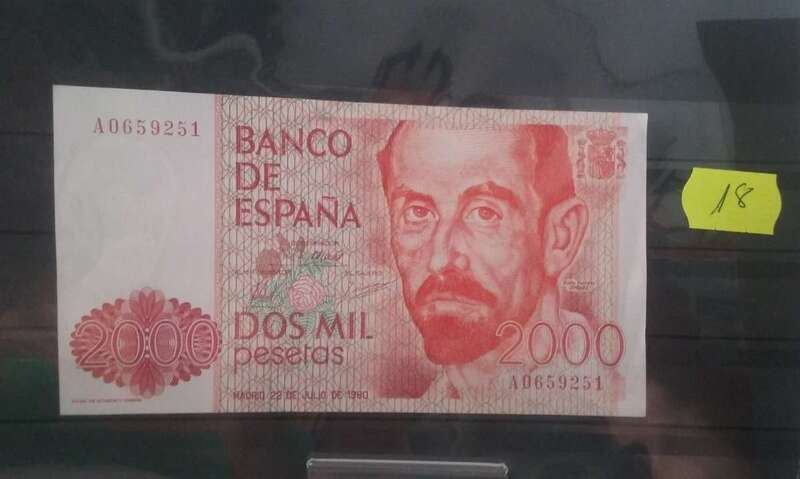 A0659251
BANCO
DE
ESPAÑA
DOS MIL
pesetas
2000
2000
A0659251
MADRID 22 DE JULIO DE 1980
18